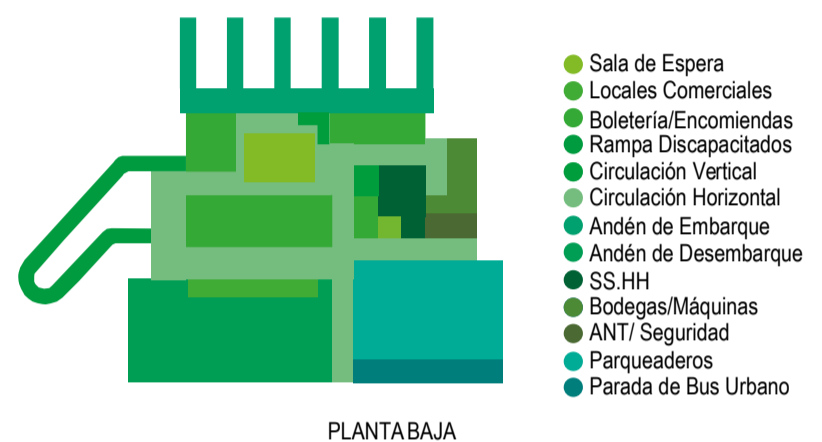 Sala de Espera
Locales Comerciales
Boletería/Encomiendas
Rampa Discapacitados
Circulación Vertical
Circulación Horizontal
Andén de Embarque
Andén de Desembarque
SS.HH
Bodegas/Máquinas
ANT/ Seguridad
Parqueaderos
Parada de Bus Urbano
PLANTA BAJA